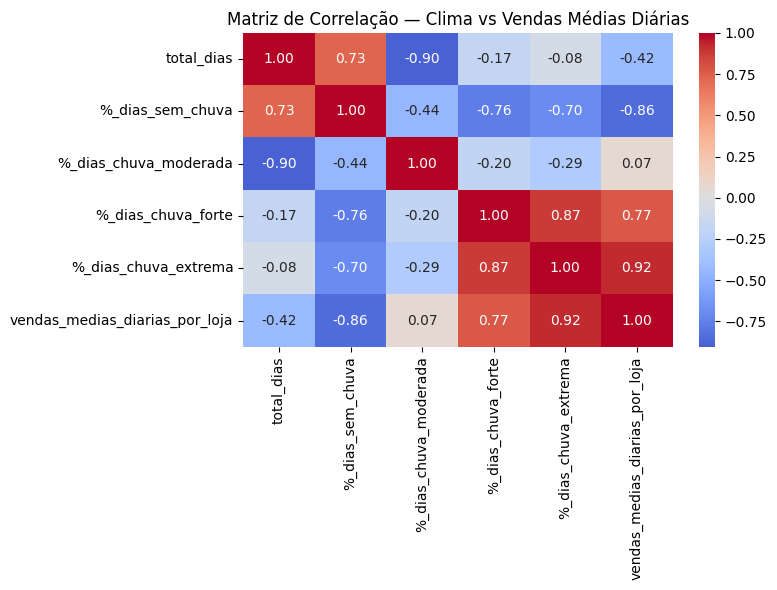 Matriz de Correlação — Clima vs Vendas Médias Diárias
total_dias 1.00 0.73 -0.90 -0.17 -0.08 -0.42
%_dias_sem_chuva 0.73 1.00 -0.44 -0.76 -0.70 -0.86
%_dias_chuva_moderada -0.90 -0.44 1.00 -0.20 -0.29 0.07
%_dias_chuva_forte -0.17 -0.76 -0.20 1.00 0.87 0.77
%_dias_chuva_extrema -0.08 -0.70 -0.29 0.87 1.00 0.92
vendas_medias_diarias_por_loja -0.42 -0.86 0.07 0.77 0.92 1.00
total_dias
%_dias_sem_chuva
%_dias_chuva_moderada
%_dias_chuva_forte
%_dias_chuva_extrema
vendas_medias_diarias_por_loja
1.00
0.75
0.50
0.25
0.00
−0.25
−0.50
−0.75